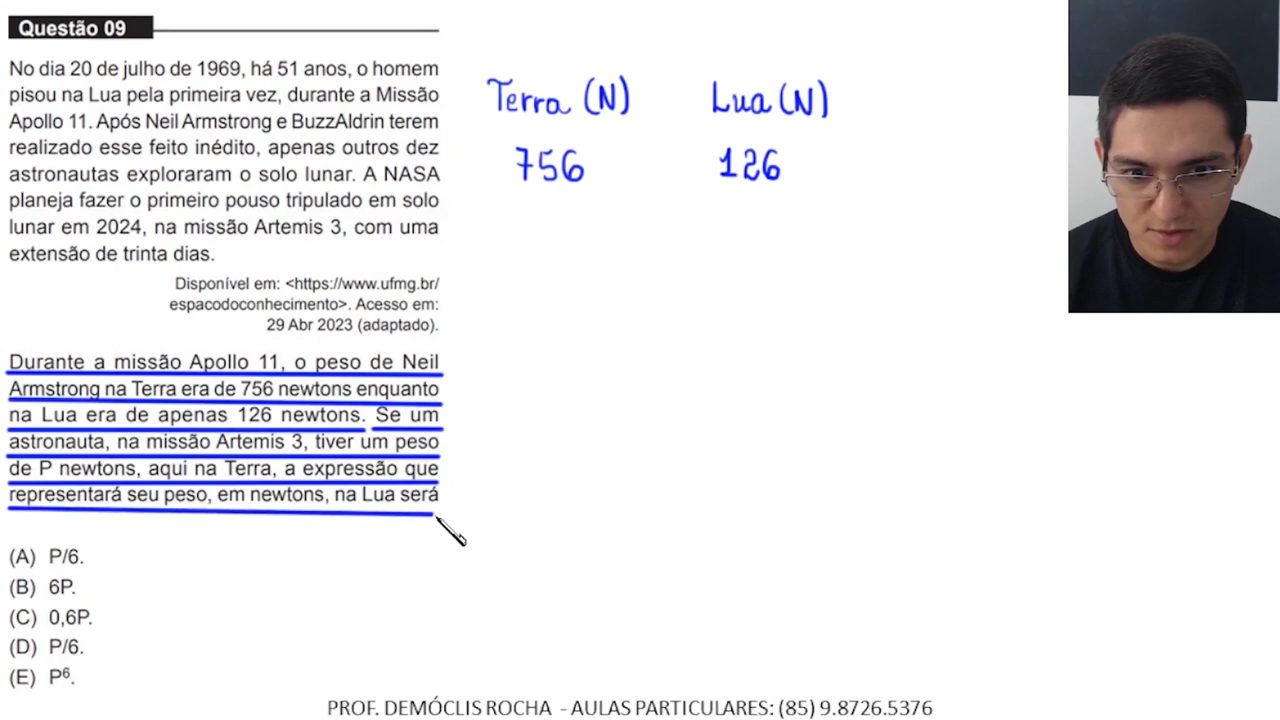 Questão 09
No dia 20 de julho de 1969, há 51 anos, o homem
pisou na Lua pela primeira vez, durante a Missão
Apollo 11. Após Neil Armstrong e BuzzAldrin terem
realizado esse feito inédito, apenas outros dez
astronautas exploraram o solo lunar. A NASA
planeja fazer o primeiro pouso tripulado em solo
lunar em 2024, na missão Artemis 3, com uma
extensão de trinta dias.
Disponível em: <https://www.ufmg.br/
espacodoconhecimento>. Acesso em:
29 Abr 2023 (adaptado).
Durante a missão Apollo 11, o peso de Neil
Armstrong na Terra era de 756 newtons enquanto
na Lua era de apenas 126 newtons. Se um
astronauta, na missão Artemis 3, tiver um peso
de P newtons, aqui na Terra, a expressão que
representará seu peso, em newtons, na Lua será
(A) P/6.
(B) 6P.
(C) 0,6P.
(D) P/6.
(E) P⁶.
Terra (N) Lua (N)
756 126
PROF. DEMÓCLIS ROCHA - AULAS PARTICULARES: (85) 9.8726.5376